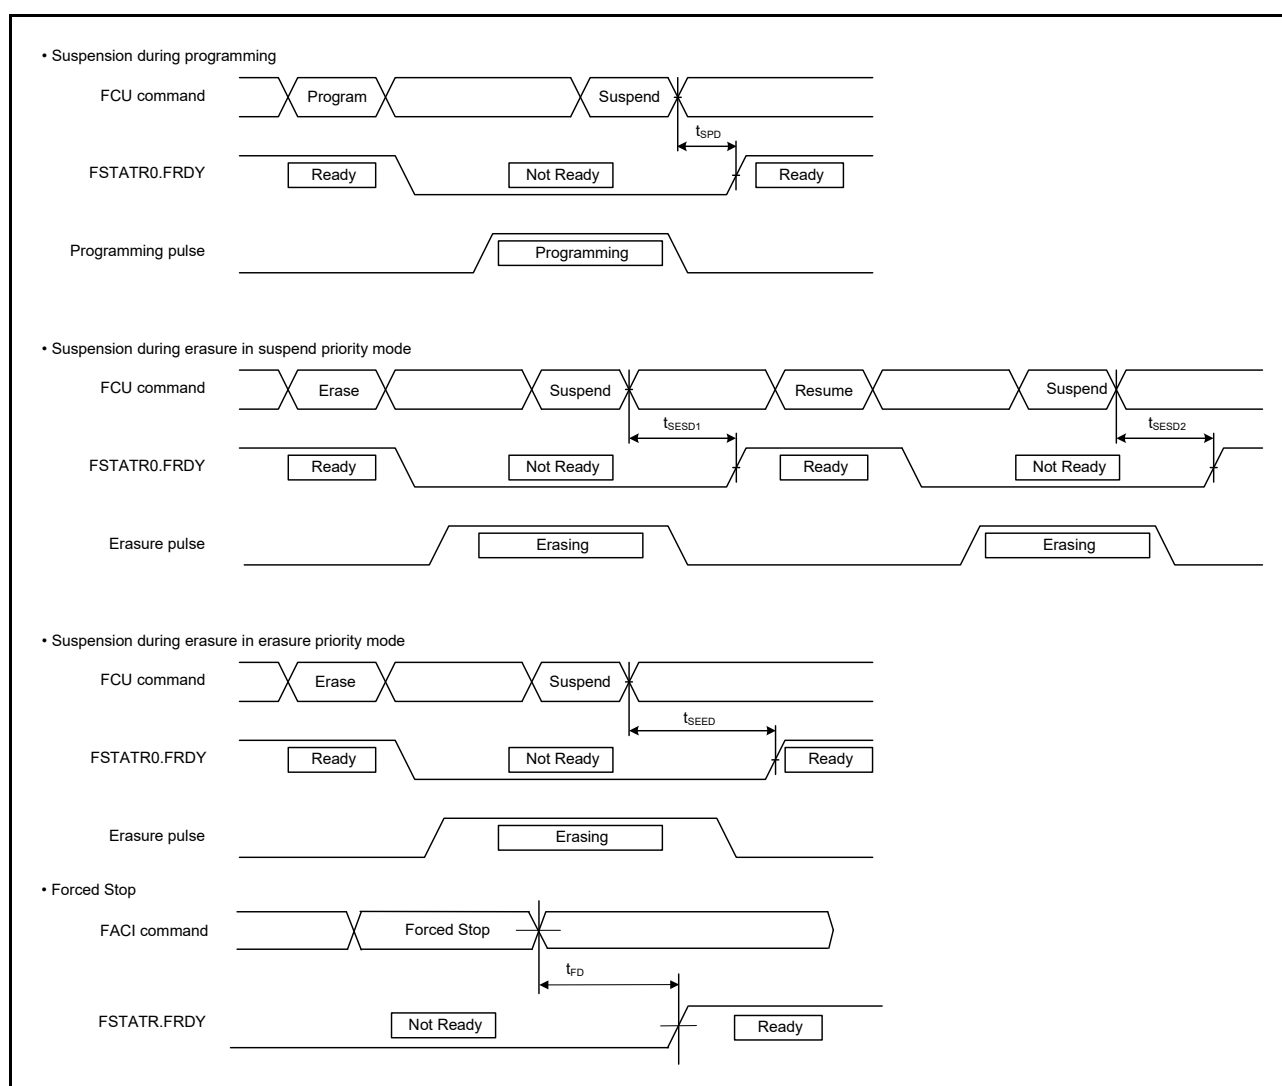 • Suspension during programming
FCU command Program Suspend
tSPD
FSTATR0.FRDY Ready Not Ready Ready
Programming pulse Programming
• Suspension during erasure in suspend priority mode
FCU command Erase Suspend Resume Suspend
tSESD1 tSESD2
FSTATR0.FRDY Ready Not Ready Ready Not Ready
Erasure pulse Erasing Erasing
• Suspension during erasure in erasure priority mode
FCU command Erase Suspend
tSEED
FSTATR0.FRDY Ready Not Ready Ready
Erasure pulse Erasing
• Forced Stop
FACI command Forced Stop
tFD
FSTATR.FRDY Not Ready Ready